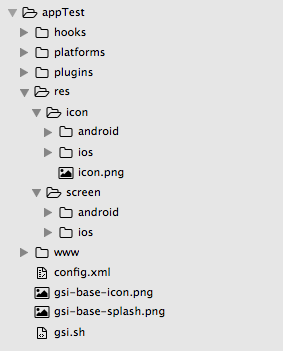 appTest
hooks
platforms
plugins
res
icon
android
ios
icon.png
screen
android
ios
www
config.xml
gsi-base-icon.png
gsi-base-splash.png
gsi.sh